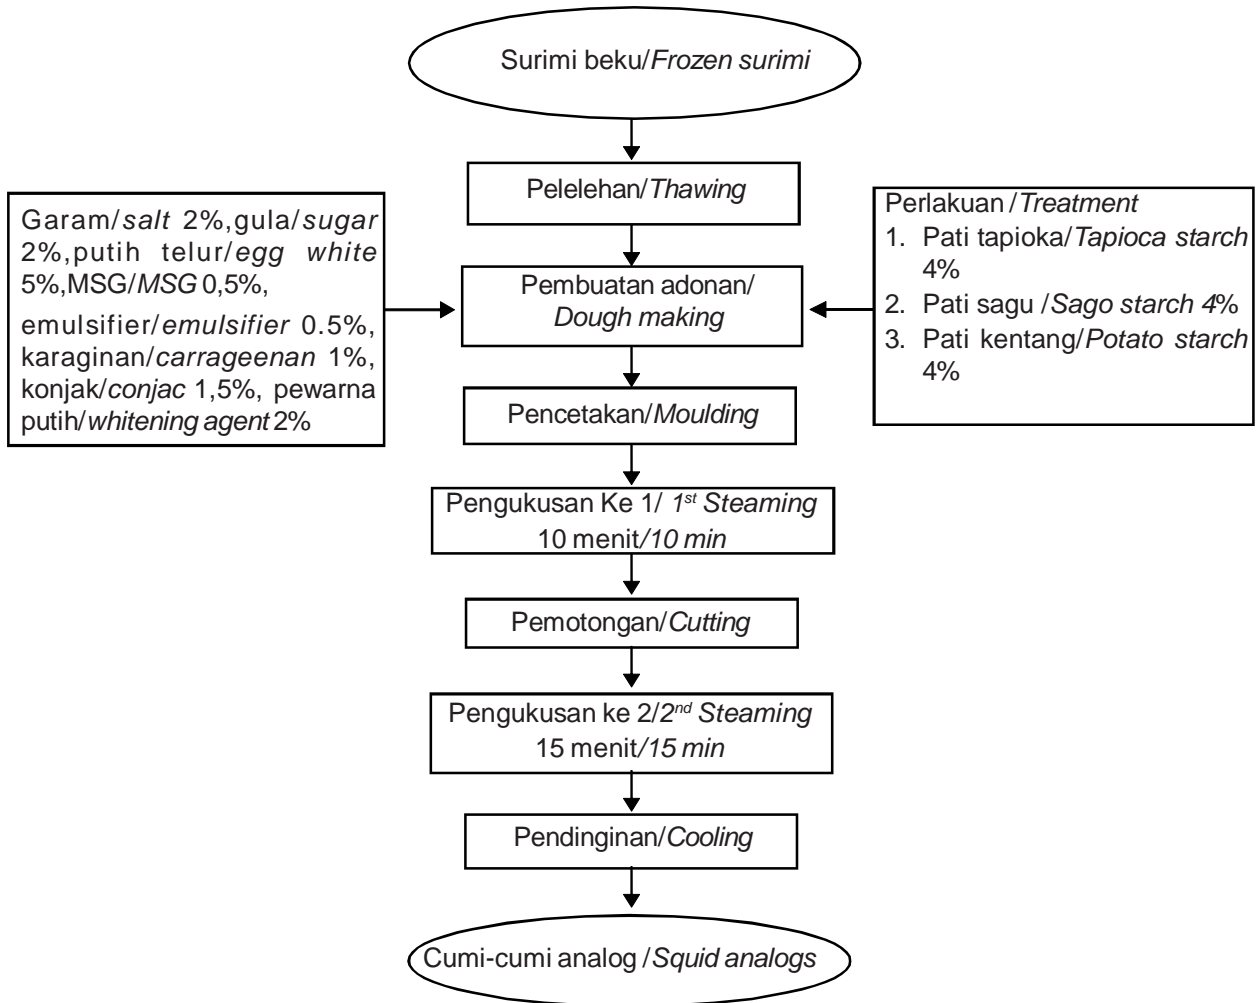 Surimi beku/Frozen surimi
Pelelehan/Thawing
Garam/salt 2%,gula/sugar
2%,putih telur/egg white
5%,MSG/MSG 0,5%,
emulsifier/emulsifier 0.5%,
karaginan/carrageenan 1%,
konjak/conjac 1,5%, pewarna
putih/whitening agent 2%
Perlakuan /Treatment
1. Pati tapioka/Tapioca starch
4%
2. Pati sagu /Sago starch 4%
3. Pati kentang/Potato starch
4%
Pembuatan adonan/
Dough making
Pencetakan/Moulding
Pengukusan Ke 1/ 1st Steaming
10 menit/10 min
Pemotongan/Cutting
Pengukusan ke 2/2nd Steaming
15 menit/15 min
Pendinginan/Cooling
Cumi-cumi analog /Squid analogs